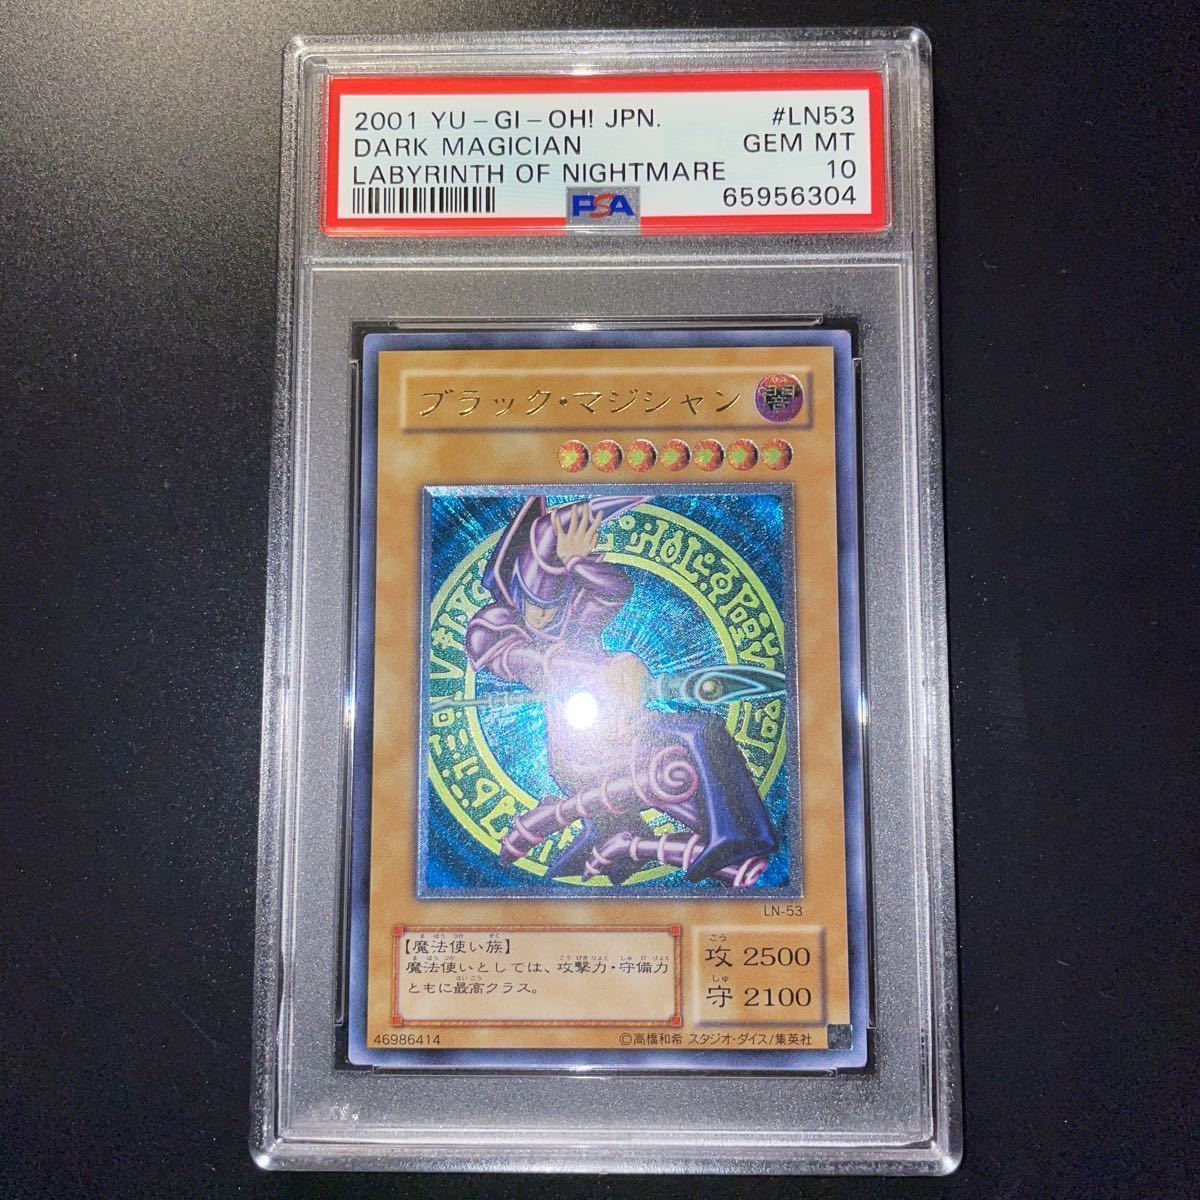 2001 YU-GI-OH! JPN. #LN53
DARK MAGICIAN GEM MT
LABYRINTH OF NIGHTMARE 10
PSA 65956304
ブラック・マジシャン
闇
LN-53
【魔法使い族】
魔法使いとしては、攻撃力・守備力
ともに最高クラス。
攻 2500
守 2100
46986414
©高橋和希 スタジオ・ダイス/集英社